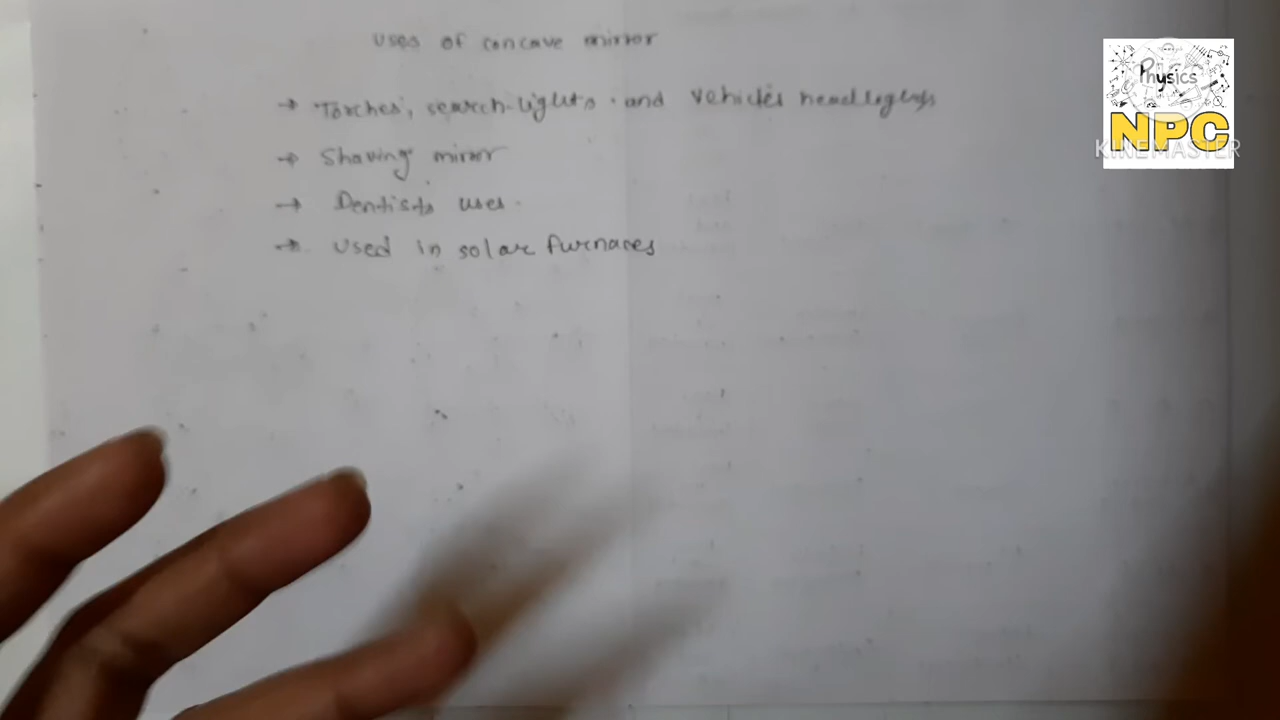 Uses of concave mirror
→ Torches, search-lights and vehicles headlights
→ Shaving mirror
→ Dentists uses.
→ Used in solar furnaces
Physics
NPC
KINEMASTER